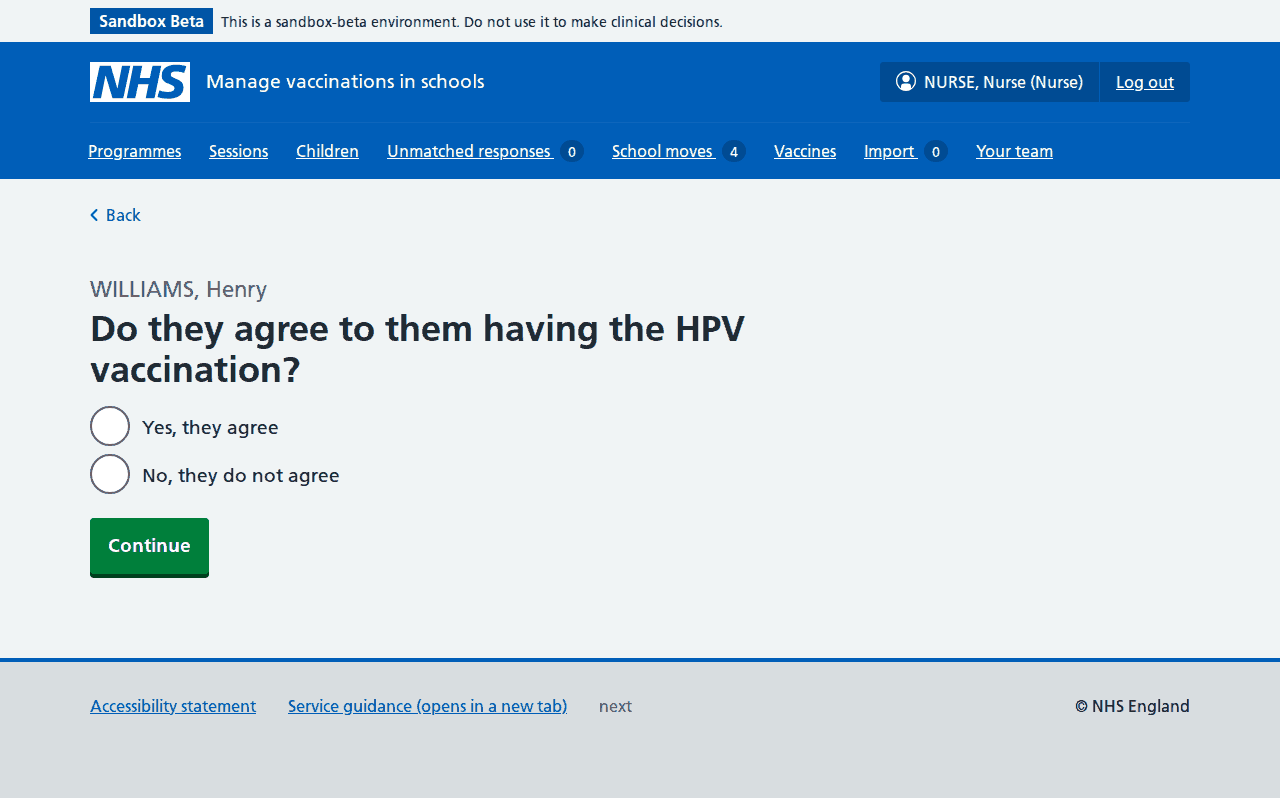 Sandbox Beta This is a sandbox-beta environment. Do not use it to make clinical decisions.
NHS Manage vaccinations in schools NURSE, Nurse (Nurse) Log out
Programmes Sessions Children Unmatched responses 0 School moves 4 Vaccines Import 0 Your team
Back
WILLIAMS, Henry
Do they agree to them having the HPV
vaccination?
Yes, they agree
No, they do not agree
Continue
Accessibility statement Service guidance (opens in a new tab) next © NHS England